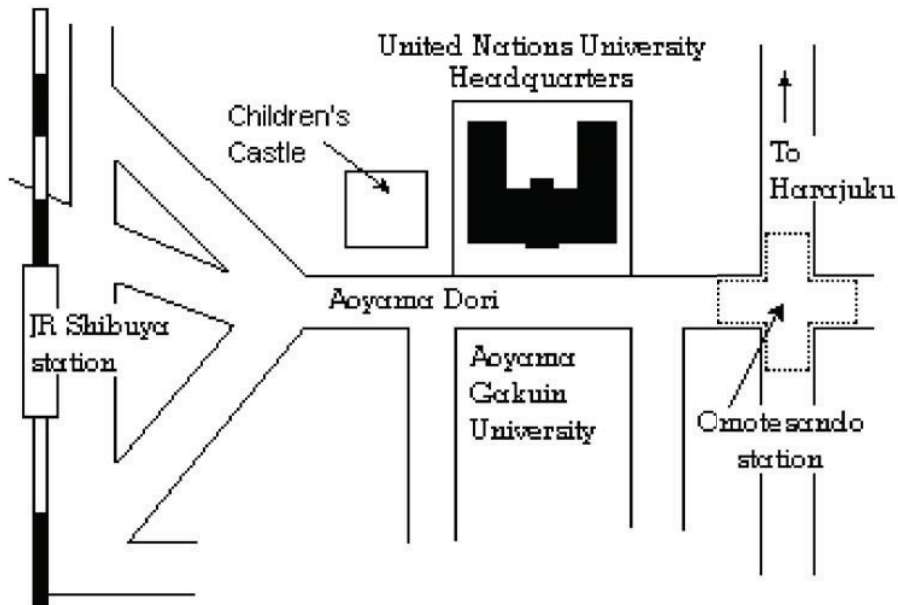 United Nations University
Headquarters
Children's
Castle
To
Harajuku
Aoyama Dori
JR Shibuya
station
Aoyama
Gakuin
University
Omotesando
station